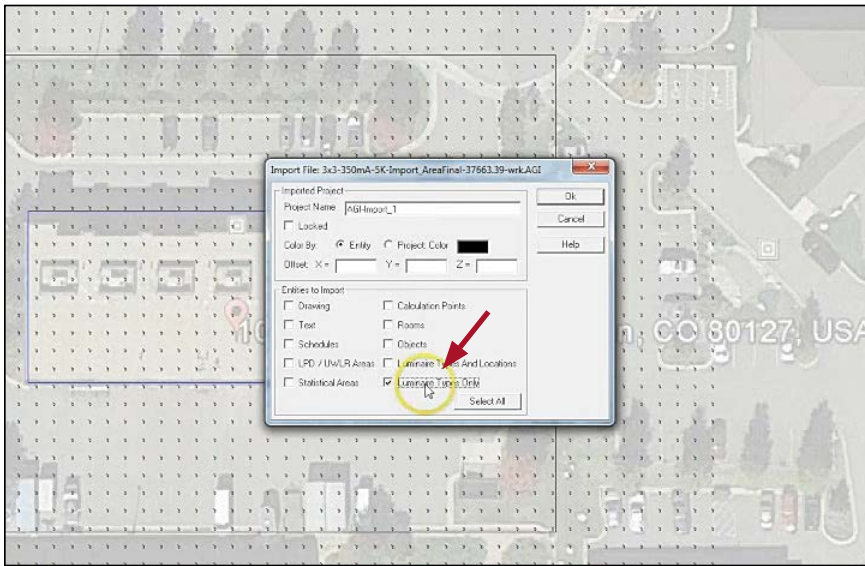 Import File: 3x3-350mA-5K-Import_AreaFinal-37663.39-wrk.AGI
Imported Project
Project Name AGI-Import_1
Ok
Locked
Cancel
Color By: Entity Project Color
Help
Offset: X = Y = Z =
Entities to Import
Drawing Calculation Points
Text Rooms
Schedules Objects
LPD / UWLR Areas Luminaire Types And Locations
Statistical Areas Luminaire Types Only
Select All
10
n, CO 80127, USA